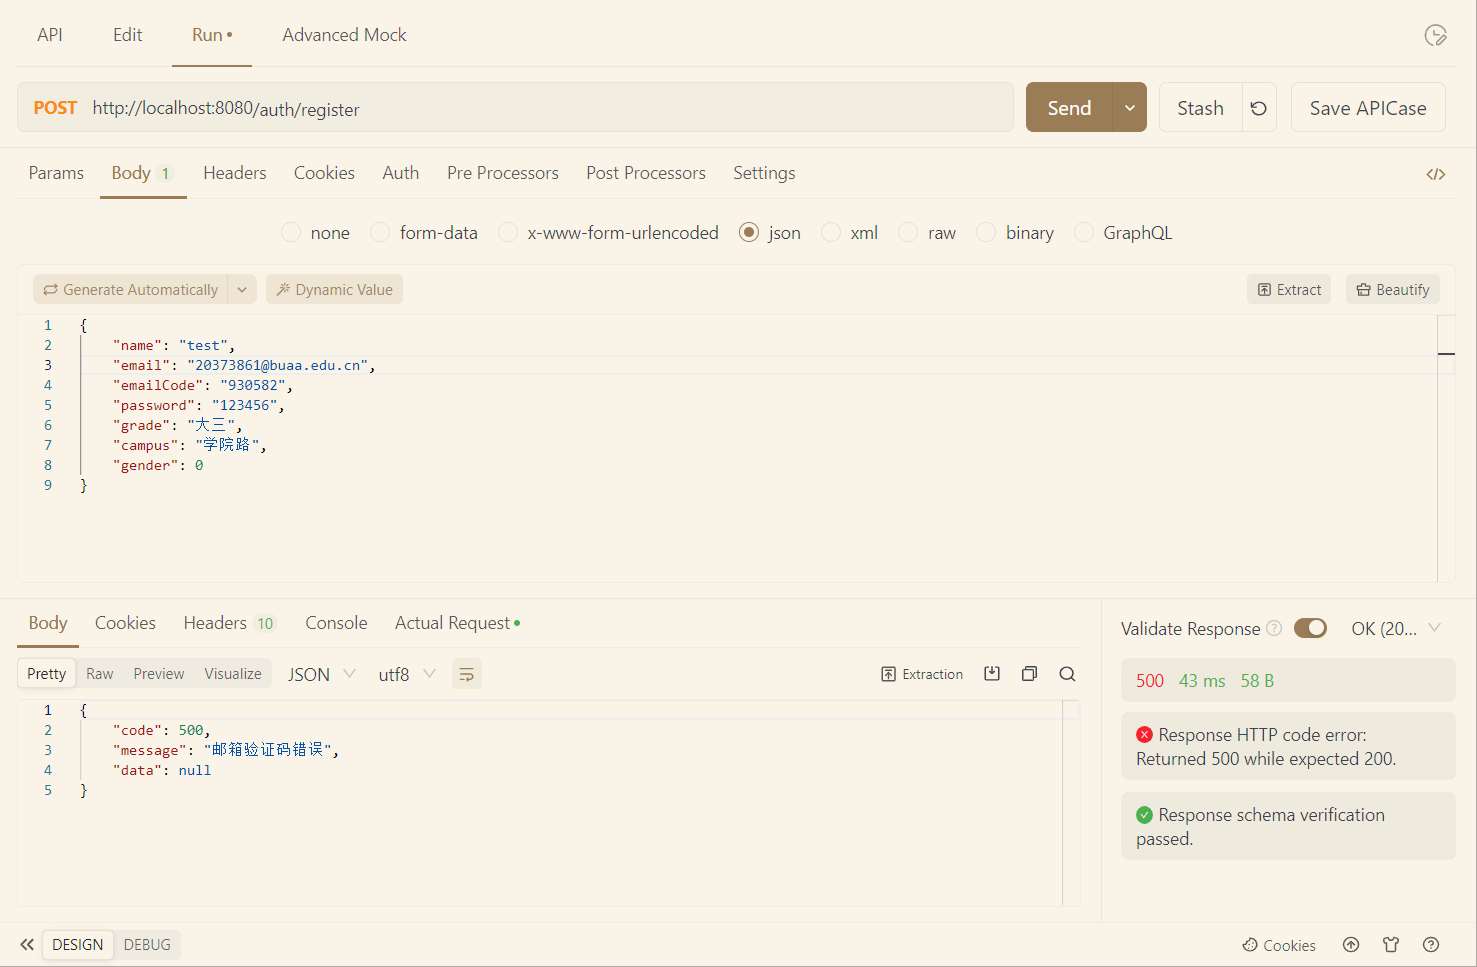 API Edit Run • Advanced Mock
POST http://localhost:8080/auth/register Send Stash Save APICase
Params Body 1 Headers Cookies Auth Pre Processors Post Processors Settings </>
none form-data x-www-form-urlencoded json xml raw binary GraphQL
Generate Automatically Dynamic Value Extract Beautify
1 {
2 "name": "test",
3 "email": "20373861@buaa.edu.cn",
4 "emailCode": "930582",
5 "password": "123456",
6 "grade": "大三",
7 "campus": "学院路",
8 "gender": 0
9 }
Body Cookies Headers 10 Console Actual Request • Validate Response ? OK (20...
Pretty Raw Preview Visualize JSON utf8 Extraction
500 43 ms 58 B
1 {
2 "code": 500,
3 "message": "邮箱验证码错误",
4 "data": null
5 }
Response HTTP code error:
Returned 500 while expected 200.
Response schema verification
passed.
DESIGN DEBUG Cookies ?